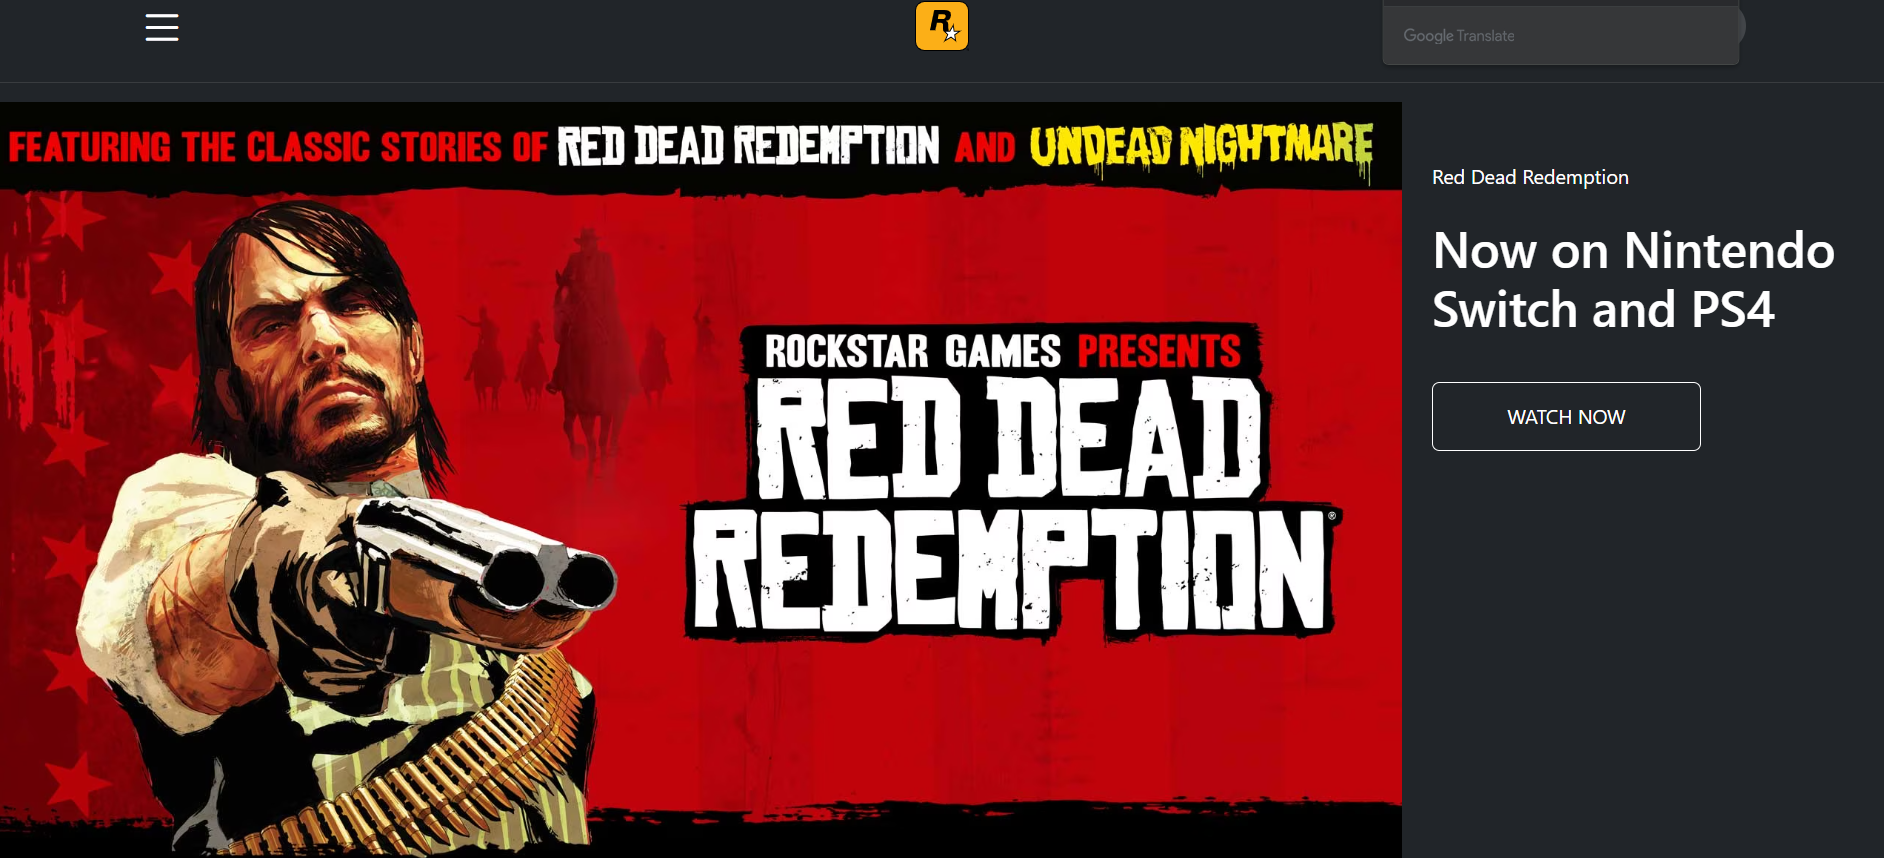 R
Google Translate
FEATURING THE CLASSIC STORIES OF RED DEAD REDEMPTION AND UNDEAD NIGHTMARE
ROCKSTAR GAMES PRESENTS
RED DEAD
REDEMPTION®
Red Dead Redemption
Now on Nintendo
Switch and PS4
WATCH NOW